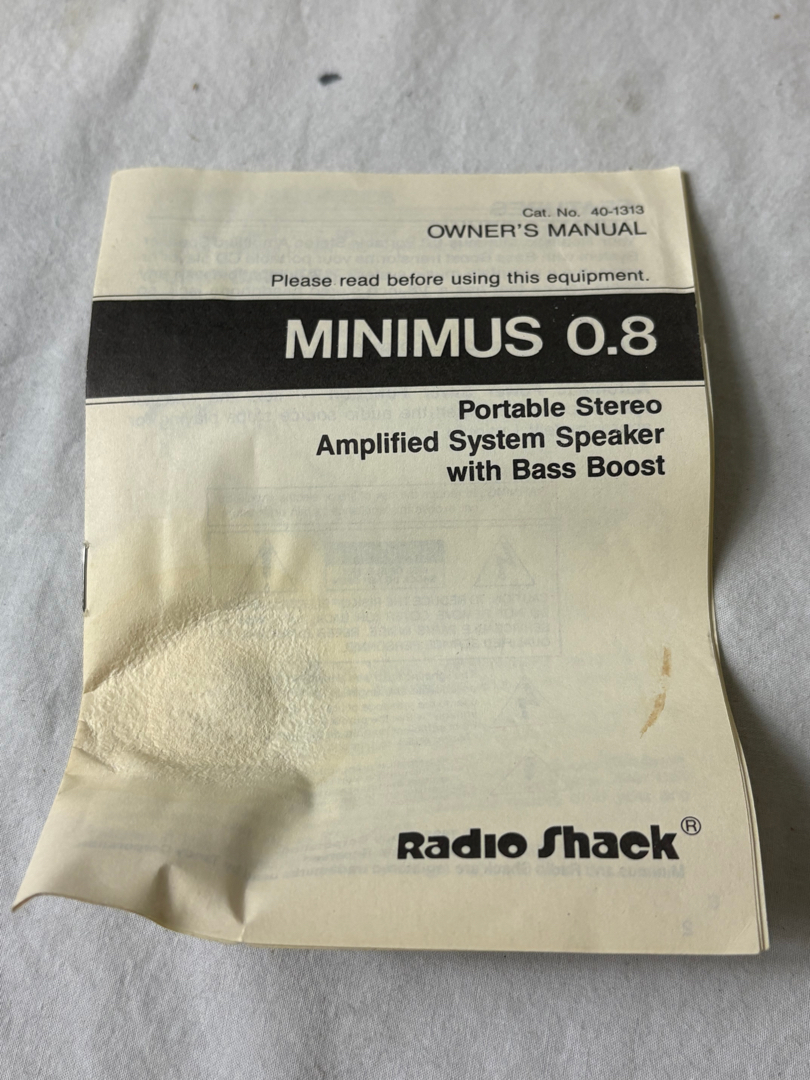 Cat. No. 40-1313
OWNER'S MANUAL
Please read before using this equipment.
MINIMUS 0.8
Portable Stereo
Amplified System Speaker
with Bass Boost
Radio Shack®